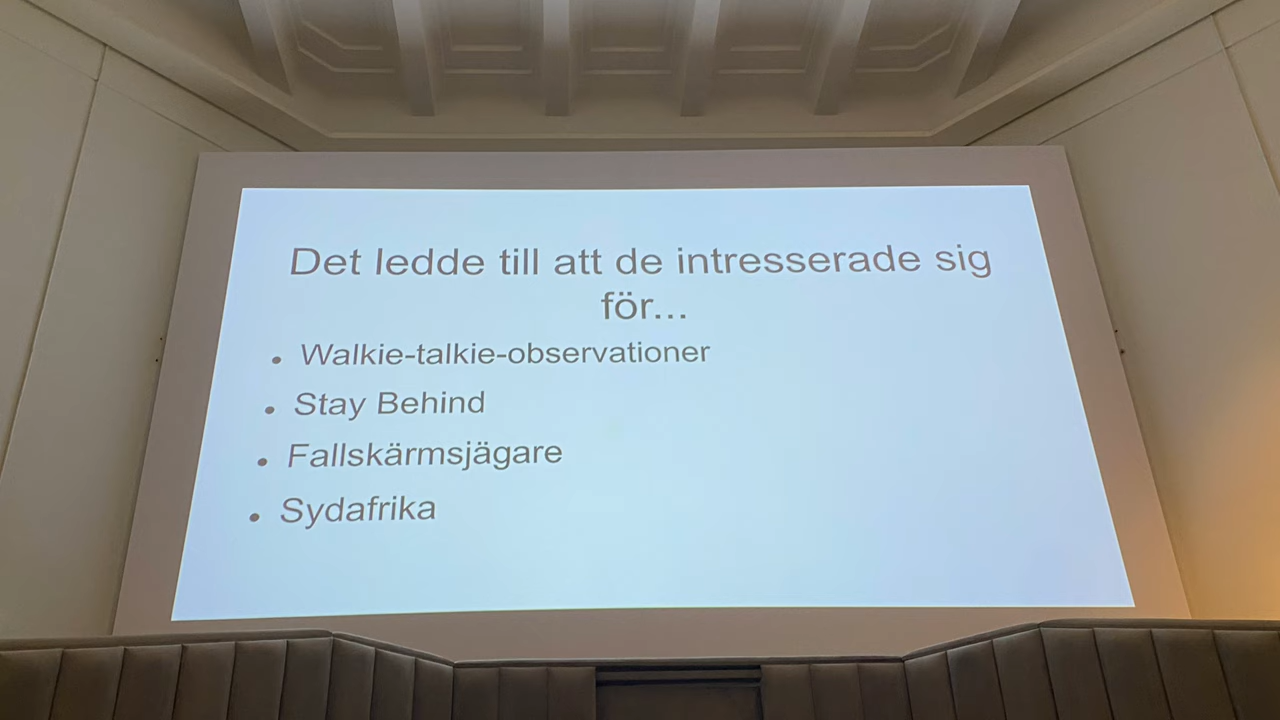 Det ledde till att de intresserade sig
för...
• Walkie-talkie-observationer
• Stay Behind
• Fallskärmsjägare
• Sydafrika